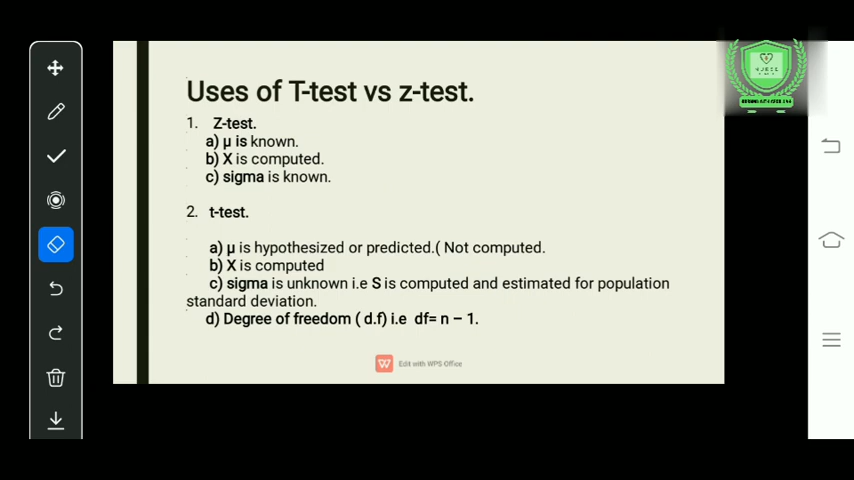 Uses of T-test vs z-test.
1. Z-test.
a) μ is known.
b) X is computed.
c) sigma is known.
2. t-test.
a) μ is hypothesized or predicted.( Not computed.
b) X is computed
c) sigma is unknown i.e S is computed and estimated for population
standard deviation.
d) Degree of freedom ( d.f) i.e df= n – 1.
W Edit with WPS Office